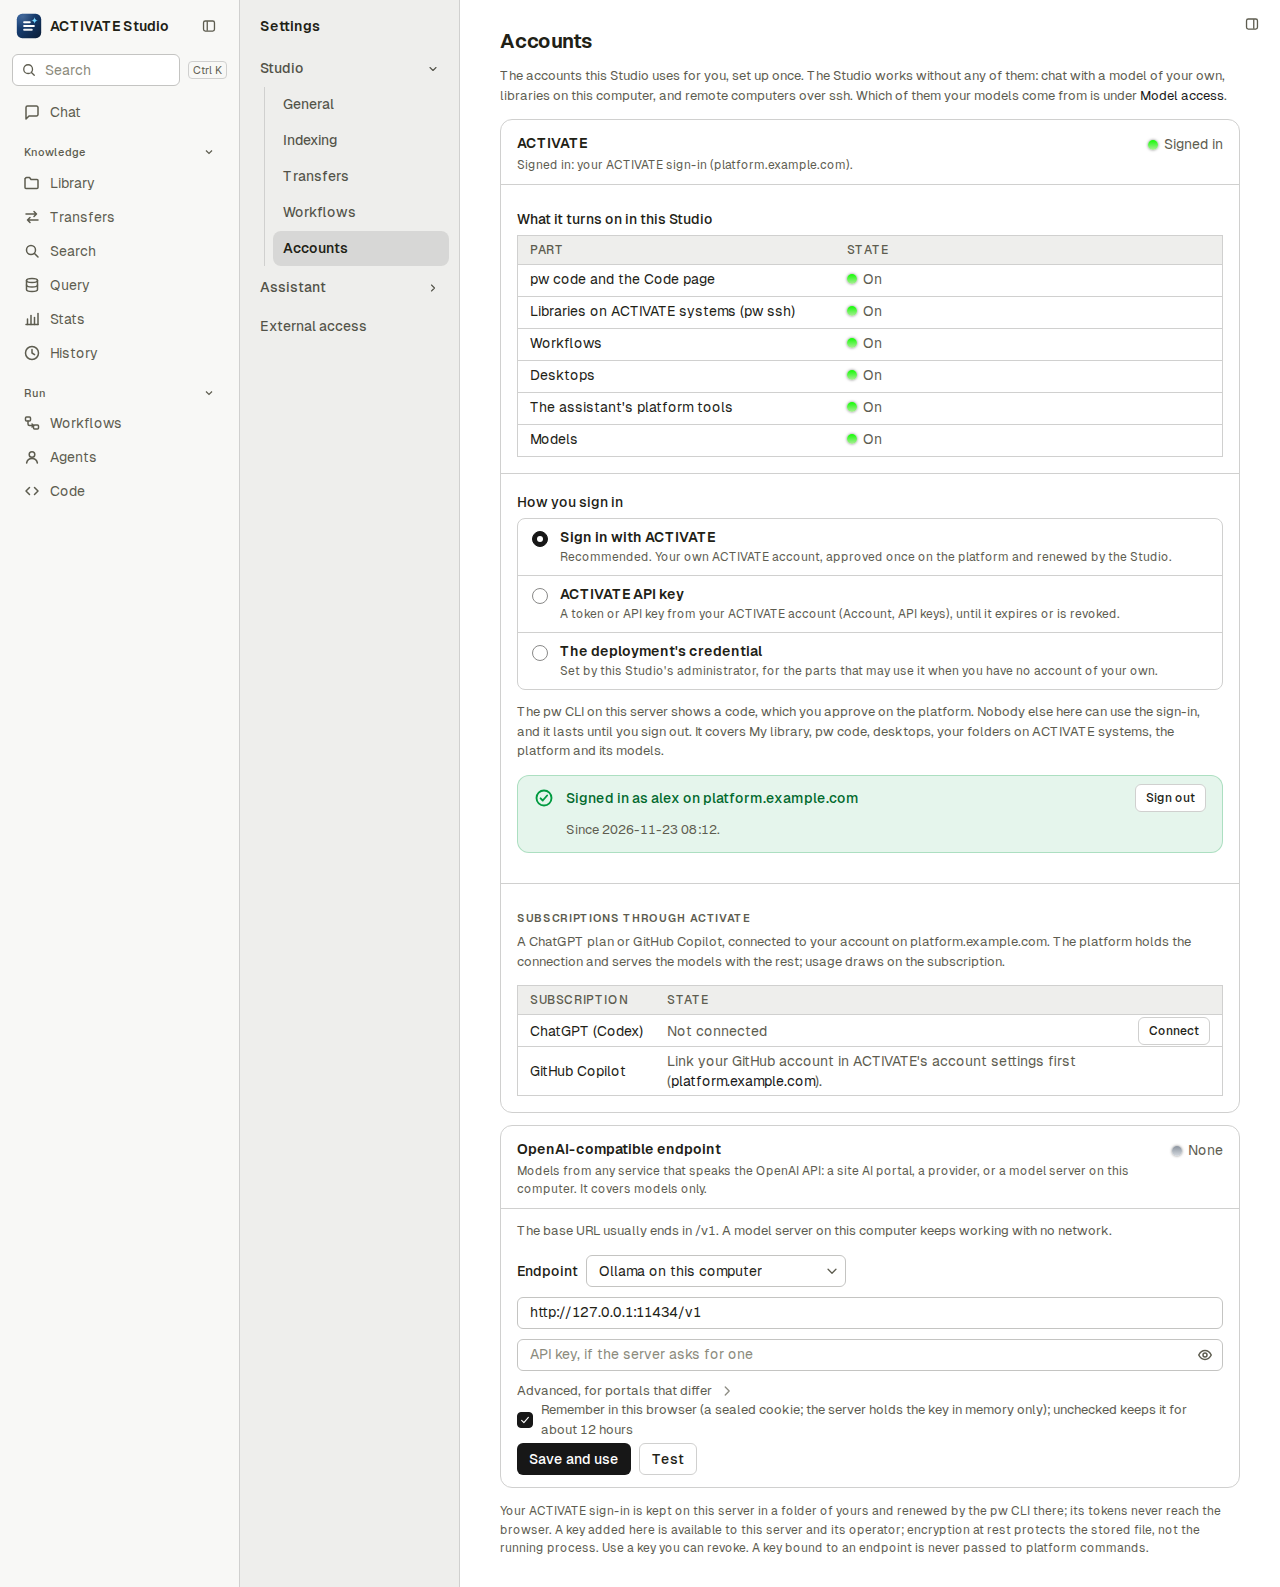 ACTIVATE Studio
Search
Ctrl K
Chat
Knowledge
Library
Transfers
Search
Query
Stats
History
Run
Workflows
Agents
Code
Settings
Studio
General
Indexing
Transfers
Workflows
Accounts
Assistant
External access
Accounts
The accounts this Studio uses for you, set up once. The Studio works without any of them: chat with a model of your own,
libraries on this computer, and remote computers over ssh. Which of them your models come from is under Model access.
ACTIVATE
Signed in
Signed in: your ACTIVATE sign-in (platform.example.com).
What it turns on in this Studio
PART STATE
pw code and the Code page On
Libraries on ACTIVATE systems (pw ssh) On
Workflows On
Desktops On
The assistant's platform tools On
Models On
How you sign in
Sign in with ACTIVATE
Recommended. Your own ACTIVATE account, approved once on the platform and renewed by the Studio.
ACTIVATE API key
A token or API key from your ACTIVATE account (Account, API keys), until it expires or is revoked.
The deployment's credential
Set by this Studio's administrator, for the parts that may use it when you have no account of your own.
The pw CLI on this server shows a code, which you approve on the platform. Nobody else here can use the sign-in,
and it lasts until you sign out. It covers My library, pw code, desktops, your folders on ACTIVATE systems, the
platform and its models.
Signed in as alex on platform.example.com
Sign out
Since 2026-11-23 08:12.
SUBSCRIPTIONS THROUGH ACTIVATE
A ChatGPT plan or GitHub Copilot, connected to your account on platform.example.com. The platform holds the
connection and serves the models with the rest; usage draws on the subscription.
SUBSCRIPTION STATE
ChatGPT (Codex) Not connected Connect
GitHub Copilot Link your GitHub account in ACTIVATE's account settings first
(platform.example.com).
OpenAI-compatible endpoint
None
Models from any service that speaks the OpenAI API: a site AI portal, a provider, or a model server on this
computer. It covers models only.
The base URL usually ends in /v1. A model server on this computer keeps working with no network.
Endpoint Ollama on this computer
http://127.0.0.1:11434/v1
API key, if the server asks for one
Advanced, for portals that differ
Remember in this browser (a sealed cookie; the server holds the key in memory only); unchecked keeps it for
about 12 hours
Save and use Test
Your ACTIVATE sign-in is kept on this server in a folder of yours and renewed by the pw CLI there; its tokens never reach the
browser. A key added here is available to this server and its operator; encryption at rest protects the stored file, not the
running process. Use a key you can revoke. A key bound to an endpoint is never passed to platform commands.